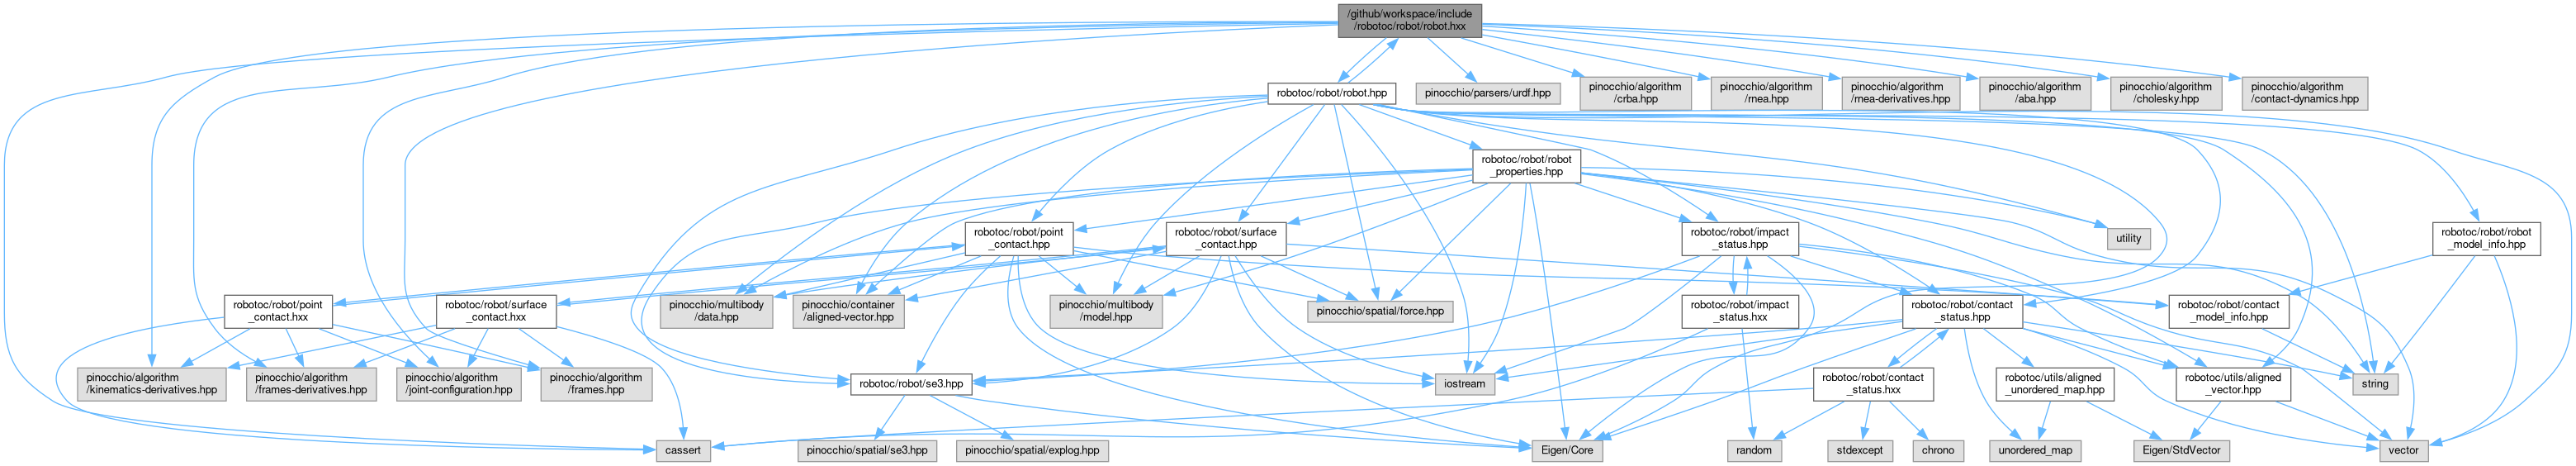 /github/workspace/include
/robotoc/robot/robot.hxx
robotoc/robot/robot.hpp
pinocchio/parsers/urdf.hpp
pinocchio/algorithm
/crba.hpp
pinocchio/algorithm
/rnea.hpp
pinocchio/algorithm
/rnea-derivatives.hpp
pinocchio/algorithm
/aba.hpp
pinocchio/algorithm
/cholesky.hpp
pinocchio/algorithm
/contact-dynamics.hpp
robotoc/robot/robot
_properties.hpp
robotoc/robot/point
_contact.hpp
robotoc/robot/surface
_contact.hpp
robotoc/robot/impact
_status.hpp
utility
robotoc/robot/robot
_model_info.hpp
robotoc/robot/point
_contact.hxx
robotoc/robot/surface
_contact.hxx
pinocchio/multibody
/data.hpp
pinocchio/container
/aligned-vector.hpp
pinocchio/multibody
/model.hpp
pinocchio/spatial/force.hpp
robotoc/robot/impact
_status.hxx
robotoc/robot/contact
_status.hpp
robotoc/robot/contact
_model_info.hpp
pinocchio/algorithm
/kinematics-derivatives.hpp
pinocchio/algorithm
/frames-derivatives.hpp
pinocchio/algorithm
/joint-configuration.hpp
pinocchio/algorithm
/frames.hpp
robotoc/robot/se3.hpp
iostream
robotoc/robot/contact
_status.hxx
robotoc/utils/aligned
_unordered_map.hpp
robotoc/utils/aligned
_vector.hpp
string
cassert
pinocchio/spatial/se3.hpp
pinocchio/spatial/explog.hpp
Eigen/Core
random
stdexcept
chrono
unordered_map
Eigen/StdVector
vector